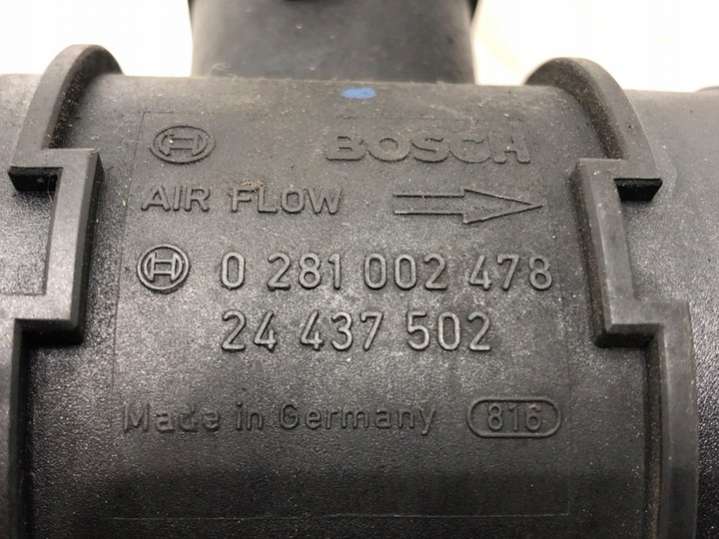 BOSCH
AIR FLOW
0 281 002 478
24 437 502
Made in Germany 816